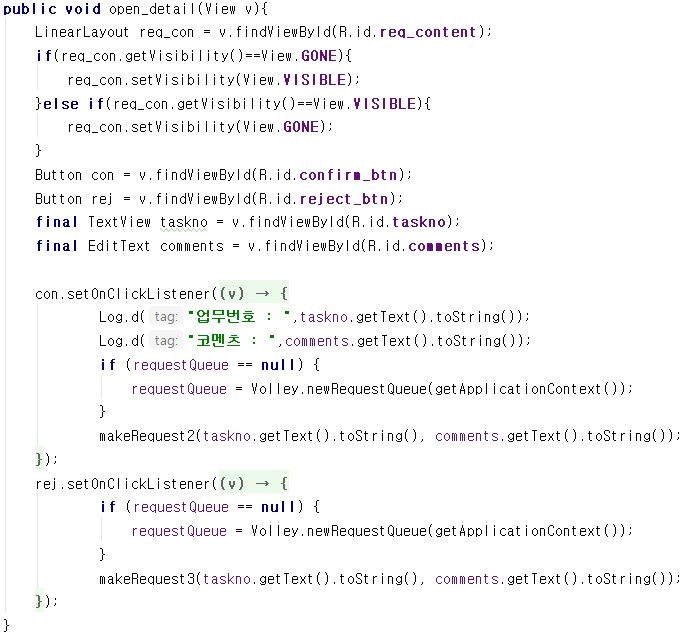 public void open_detail(View v){
LinearLayout req_con = v.findViewById(R.id.req_content);
if(req_con.getVisibility()==View.GONE){
req_con.setVisibility(View.VISIBLE);
}else if(req_con.getVisibility()==View.VISIBLE){
req_con.setVisibility(View.GONE);
}
Button con = v.findViewById(R.id.confirm_btn);
Button rej = v.findViewById(R.id.reject_btn);
final TextView taskno = v.findViewById(R.id.taskno);
final EditText comments = v.findViewById(R.id.comments);
con.setOnClickListener((v) → {
Log.d( tag: "업무번호 : ",taskno.getText().toString());
Log.d( tag: "코멘츠 : ",comments.getText().toString());
if (requestQueue == null) {
requestQueue = Volley.newRequestQueue(getApplicationContext());
}
makeRequest2(taskno.getText().toString(), comments.getText().toString());
});
rej.setOnClickListener((v) → {
if (requestQueue == null) {
requestQueue = Volley.newRequestQueue(getApplicationContext());
}
makeRequest3(taskno.getText().toString(), comments.getText().toString());
});
}